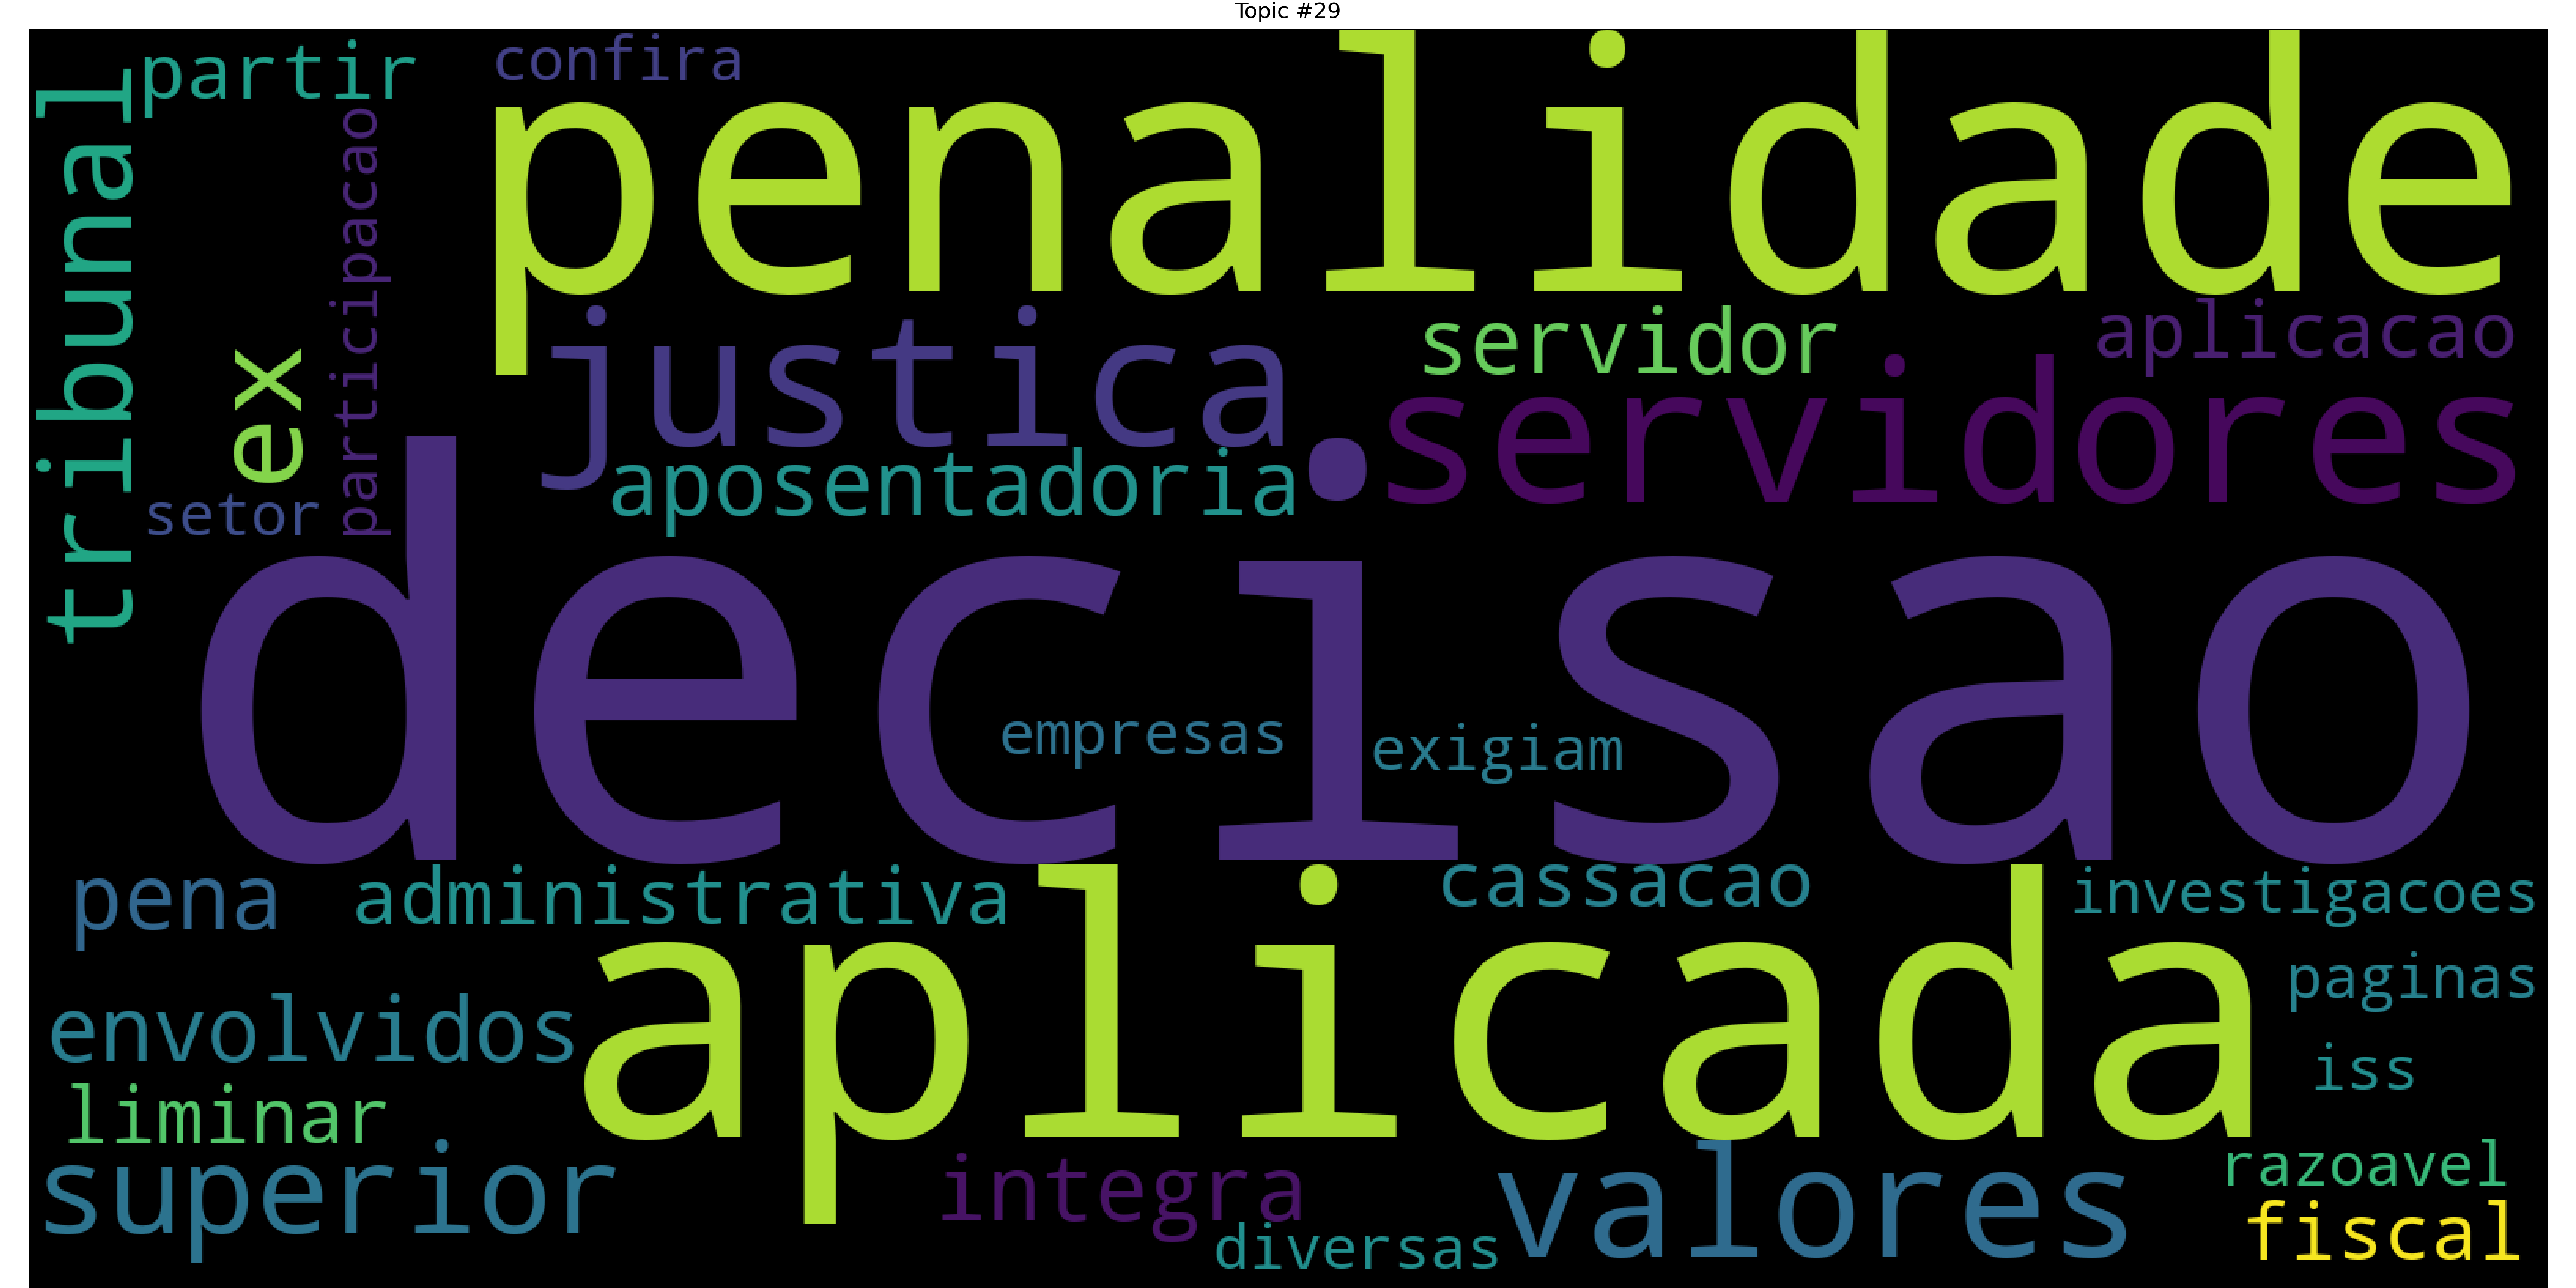 Topic #29
partir
confira
penalidade
tribunal
participacao
ex
justica
servidor
aplicacao
servidores
aposentadoria
setor
decisao
empresas
exigiam
pena
administrativa
cassacao
investigacoes
aplicada
paginas
envolvidos
iss
liminar
superior
integra
valores
razoavel
diversas
fiscal